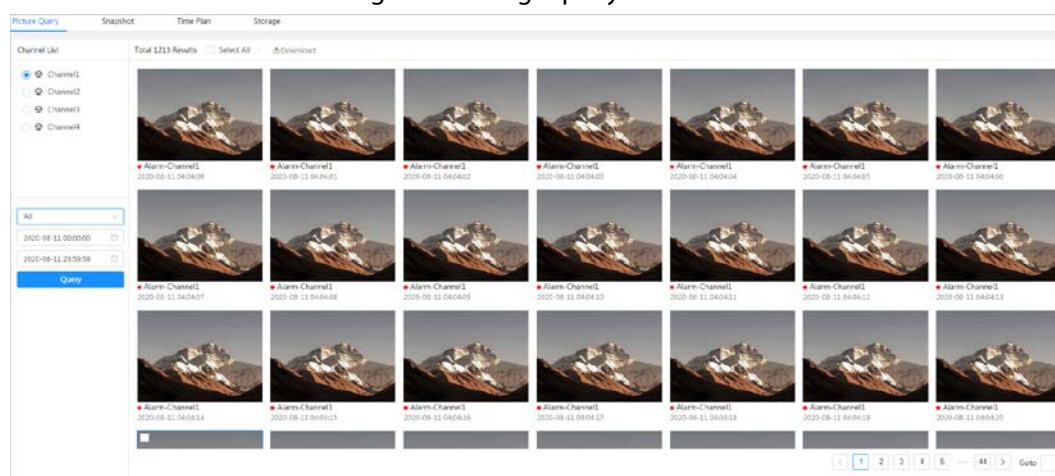 Picture Query Snapshot Time Plan Storage
Channel List
Total 1213 Results Select All Download
Channel1
Channel2
Channel3
Channel4
Alarm-Channel1 Alarm-Channel1 Alarm-Channel1 Alarm-Channel1 Alarm-Channel1 Alarm-Channel1 Alarm-Channel1
2020-08-11 04:04:00 2020-08-11 04:04:01 2020-08-11 04:04:02 2020-08-11 04:04:03 2020-08-11 04:04:04 2020-08-11 04:04:05 2020-08-11 04:04:06
All
2020-08-11 00:00:00
2020-08-11 23:59:59
Query
Alarm-Channel1 Alarm-Channel1 Alarm-Channel1 Alarm-Channel1 Alarm-Channel1 Alarm-Channel1 Alarm-Channel1
2020-08-11 04:04:07 2020-08-11 04:04:08 2020-08-11 04:04:09 2020-08-11 04:04:10 2020-08-11 04:04:11 2020-08-11 04:04:12 2020-08-11 04:04:13
Alarm-Channel1 Alarm-Channel1 Alarm-Channel1 Alarm-Channel1 Alarm-Channel1 Alarm-Channel1 Alarm-Channel1
2020-08-11 04:04:14 2020-08-11 04:04:15 2020-08-11 04:04:16 2020-08-11 04:04:17 2020-08-11 04:04:18 2020-08-11 04:04:19 2020-08-11 04:04:20
< 1 2 3 4 5 ··· 44 > Goto